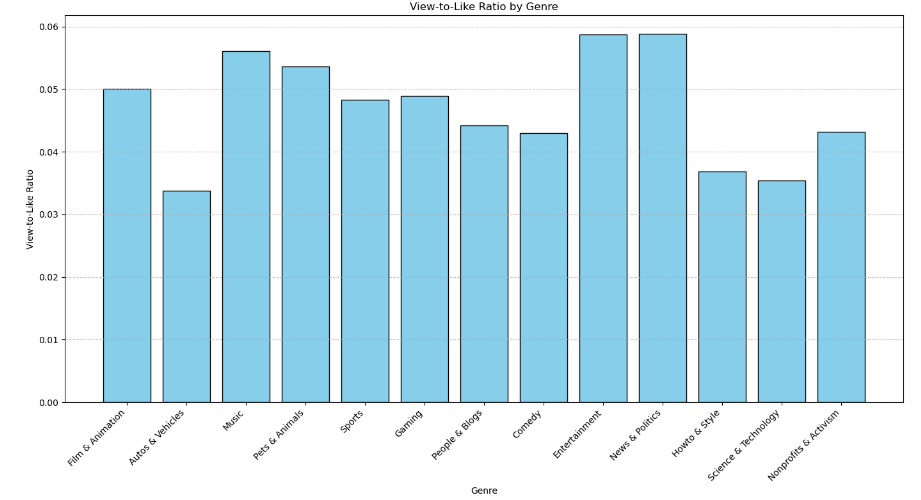 View-to-Like Ratio by Genre
View-to-Like Ratio
0.06
0.05
0.04
0.03
0.02
0.01
0.00
Film & Animation
Autos & Vehicles
Music
Pets & Animals
Sports
Gaming
People & Blogs
Comedy
Entertainment
News & Politics
Howto & Style
Science & Technology
Nonprofits & Activism
Genre